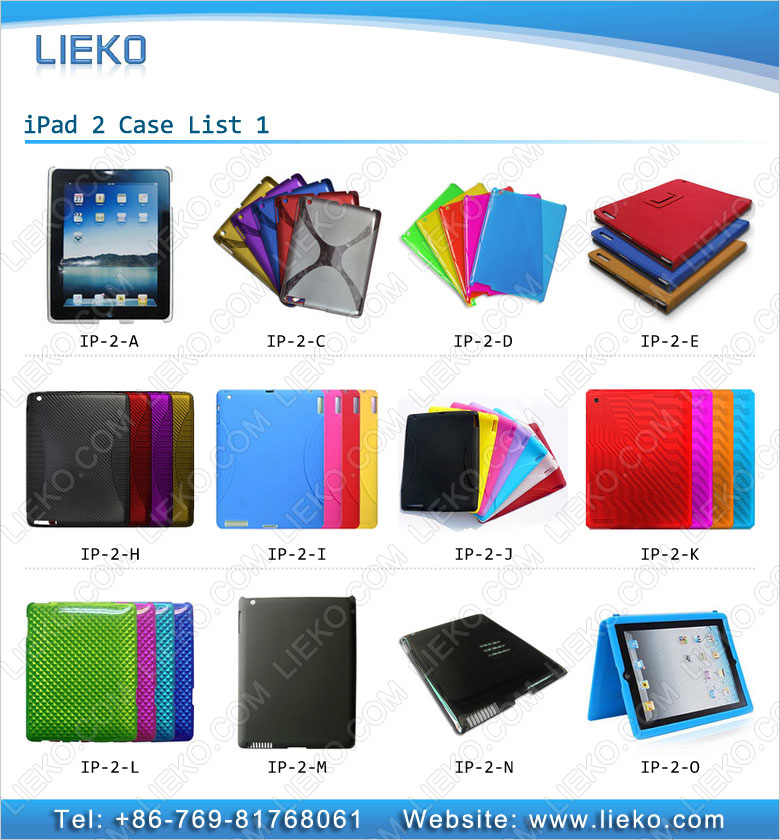 LIEKO
iPad 2 Case List 1
IP-2-A IP-2-C IP-2-D IP-2-E
IP-2-H IP-2-I IP-2-J IP-2-K
IP-2-L IP-2-M IP-2-N IP-2-O
LIEKO.COM
Tel: +86-769-81768061 Website: www.lieko.com